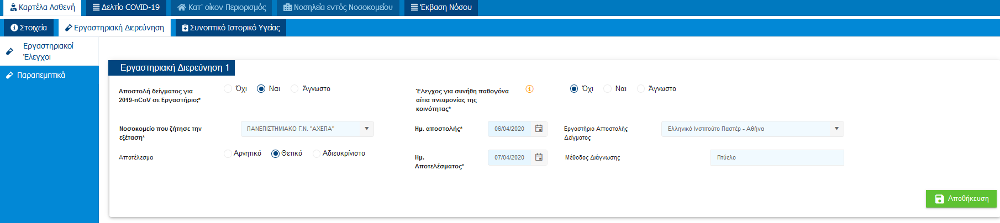 Καρτέλα Ασθενή Δελτίο COVID-19 Κατ' οίκον Περιορισμός Νοσηλεία εντός Νοσοκομείου Έκβαση Νόσου
Στοιχεία Εργαστηριακή Διερεύνηση Συνοπτικό Ιστορικό Υγείας
Εργαστηριακοί
Έλεγχοι
Παραπεμπτικά
Εργαστηριακή Διερεύνηση 1
Αποστολή δείγματος για
2019-nCoV σε Εργαστήριο;*
Όχι Ναι Άγνωστο
Έλεγχος για συνήθη παθογόνα
αίτια πνευμονίας της
κοινότητας*
Όχι Ναι Άγνωστο
Νοσοκομείο που ζήτησε την
εξέταση*
ΠΑΝΕΠΙΣΤΗΜΙΑΚΟ Γ.Ν. "ΑΧΕΠΑ"
Ημ. αποστολής*
06/04/2020
Εργαστήριο Αποστολής
Δείγματος
Ελληνικό Ινστιτούτο Παστέρ - Αθήνα
Αποτέλεσμα
Αρνητικό Θετικό Αδιευκρίνιστο
Ημ.
Αποτελέσματος*
07/04/2020
Μέθοδος Διάγνωσης
Πτύελο
Αποθήκευση